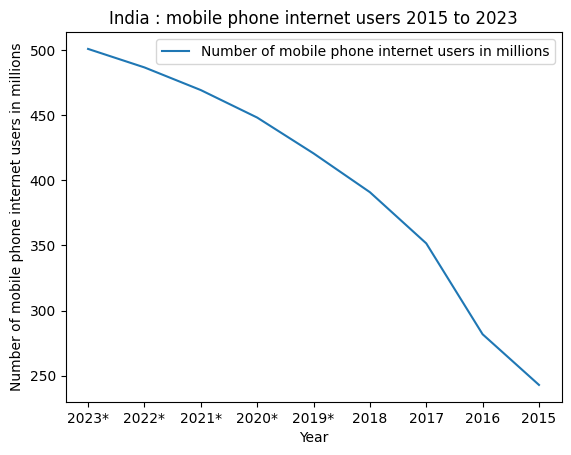 India : mobile phone internet users 2015 to 2023
Number of mobile phone internet users in millions
Number of mobile phone internet users in millions
500
450
400
350
300
250
2023* 2022* 2021* 2020* 2019* 2018 2017 2016 2015
Year